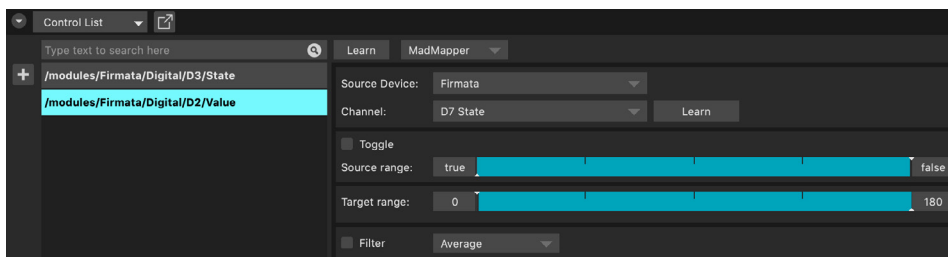 Control List
Type text to search here
Learn MadMapper
/modules/Firmata/Digital/D3/State
/modules/Firmata/Digital/D2/Value
Source Device: Firmata
Channel: D7 State Learn
Toggle
Source range: true false
Target range: 0 180
Filter Average